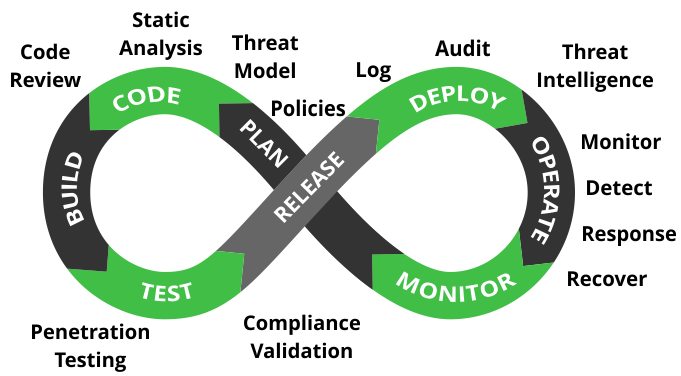 Static
Analysis
Code
Review
Threat
Model
Log
Audit
Threat
Intelligence
Policies
CODE
DEPLOY
PLAN
RELEASE
BUILD
OPERATE
Monitor
Detect
Response
Recover
TEST
MONITOR
Penetration
Testing
Compliance
Validation